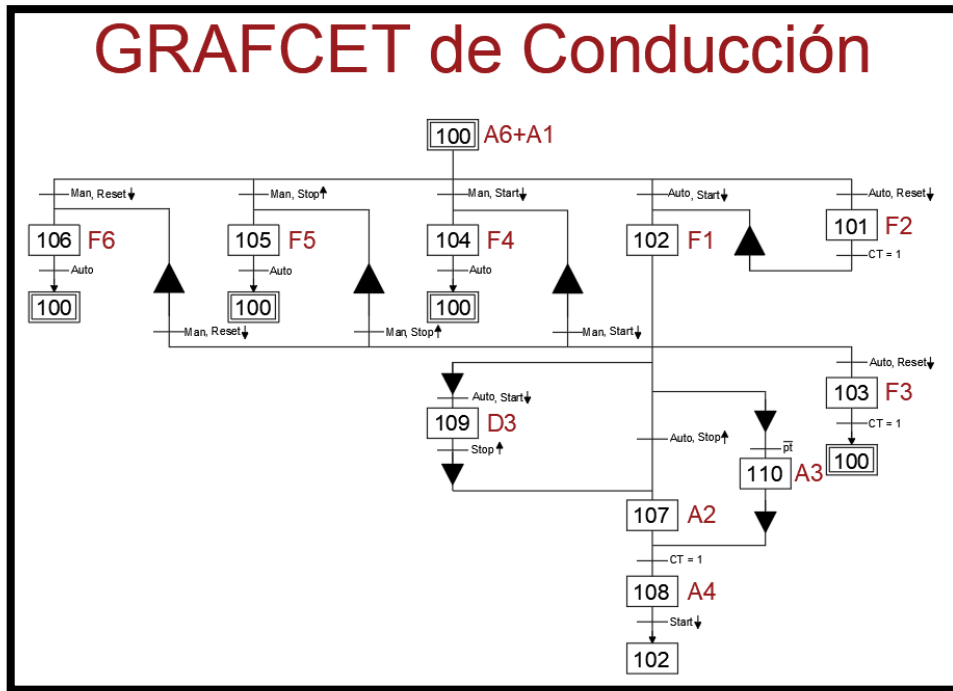 GRAFCET de Conducción
100 A6+A1
Man, Reset↓ Man, Stop↑ Man, Start↓ Auto, Start↓ Auto, Reset↓
106 F6 105 F5 104 F4 102 F1 101 F2
Auto Auto Auto CT = 1
100 100 100
Man, Reset↓ Man, Stop↑ Man, Start↓
Auto, Reset↓
Auto, Start↓ 103 F3
109 D3 CT = 1
Auto, Stop↑
Stop↑ p̅t̅ 100
110 A3
107 A2
CT = 1
108 A4
Start↓
102